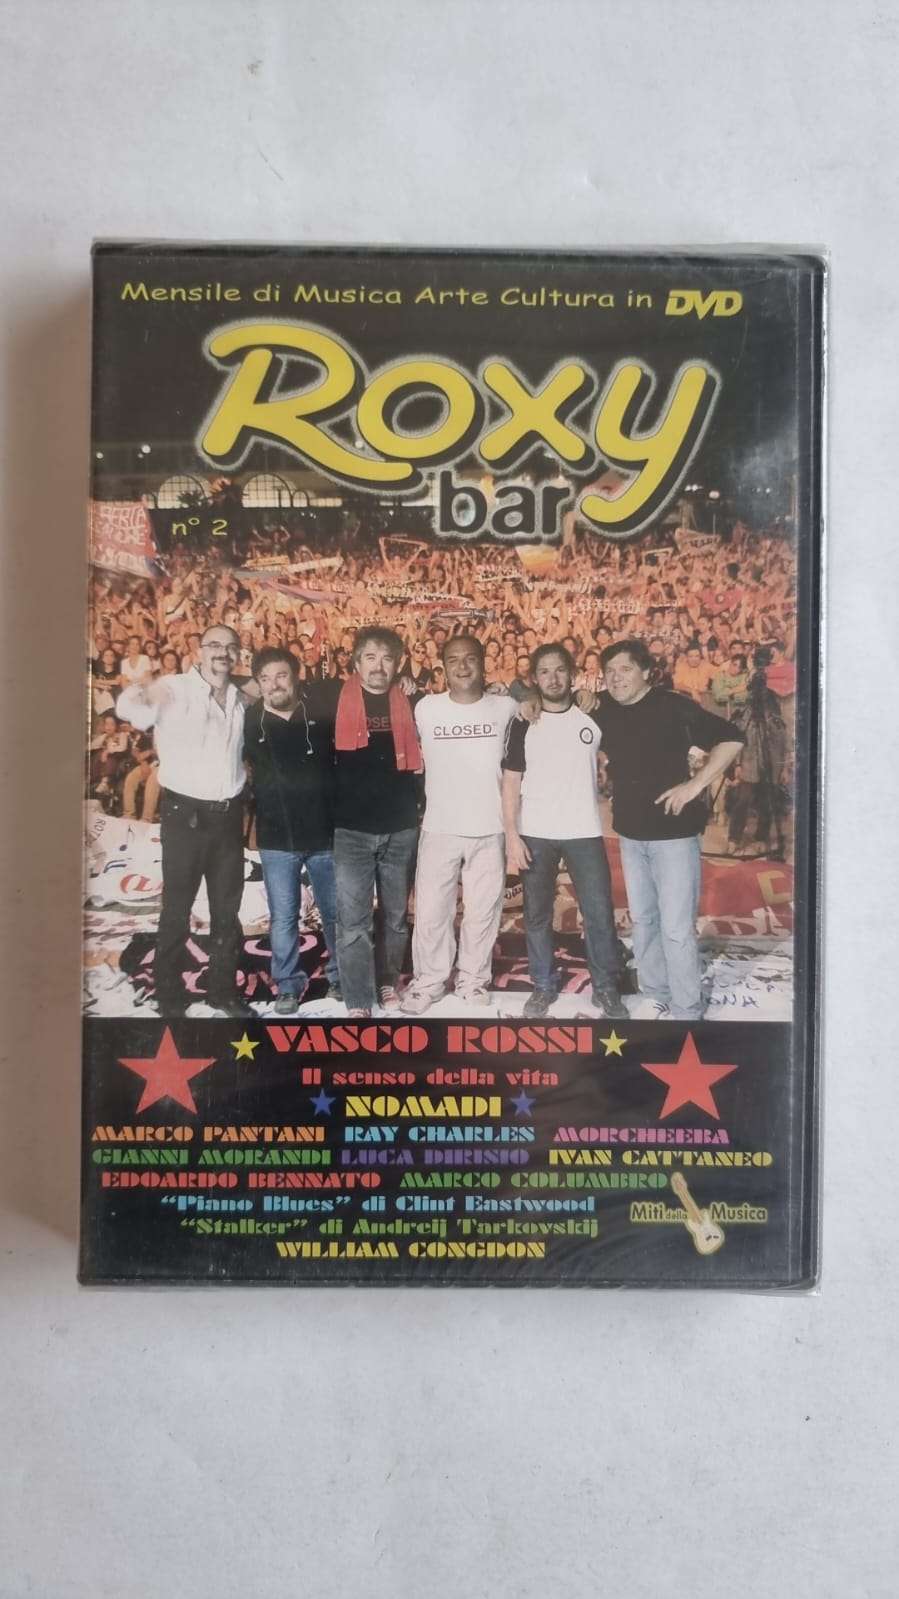 Mensile di Musica Arte Cultura in DVD
Roxy
bar
n° 2
CLOSED
VASCO ROSSI
Il senso della vita
NOMADI
MARCO PANTANI RAY CHARLES MORCHEEBA
GIANNI MORANDI LUCA DIRISIO IVAN CATTANEO
EDOARDO BENNATO MARCO COLUMBRO
"Piano Blues" di Clint Eastwood
"Stalker" di Andreij Tarkovskij
WILLIAM CONGDON
Miti della Musica